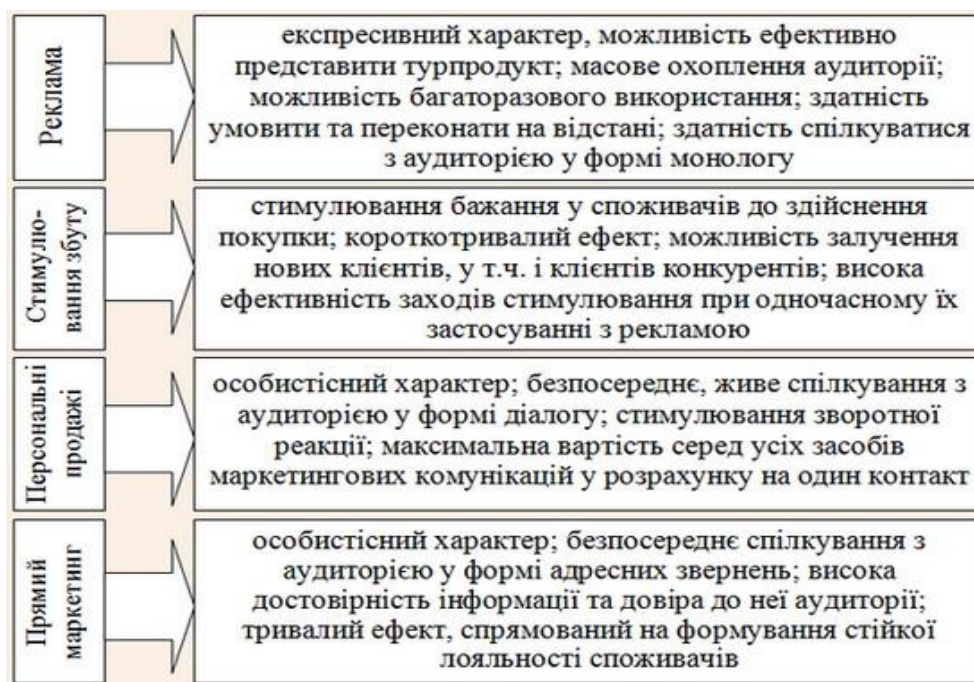 Реклама
експресивний характер, можливість ефективно
представити турпродукт; масове охоплення аудиторії;
можливість багаторазового використання; здатність
умовити та переконати на відстані; здатність спілкуватися
з аудиторією у формі монологу
Стимулю-
вання збуту
стимулювання бажання у споживачів до здійснення
покупки; короткотривалий ефект; можливість залучення
нових клієнтів, у т.ч. і клієнтів конкурентів; висока
ефективність заходів стимулювання при одночасному їх
застосуванні з рекламою
Персональні
продажі
особистісний характер; безпосереднє, живе спілкування з
аудиторією у формі діалогу; стимулювання зворотної
реакції; максимальна вартість серед усіх засобів
маркетингових комунікацій у розрахунку на один контакт
Прямий
маркетинг
особистісний характер; безпосереднє спілкування з
аудиторією у формі адресних звернень; висока
достовірність інформації та довіра до неї аудиторії;
тривалий ефект, спрямований на формування стійкої
лояльності споживачів